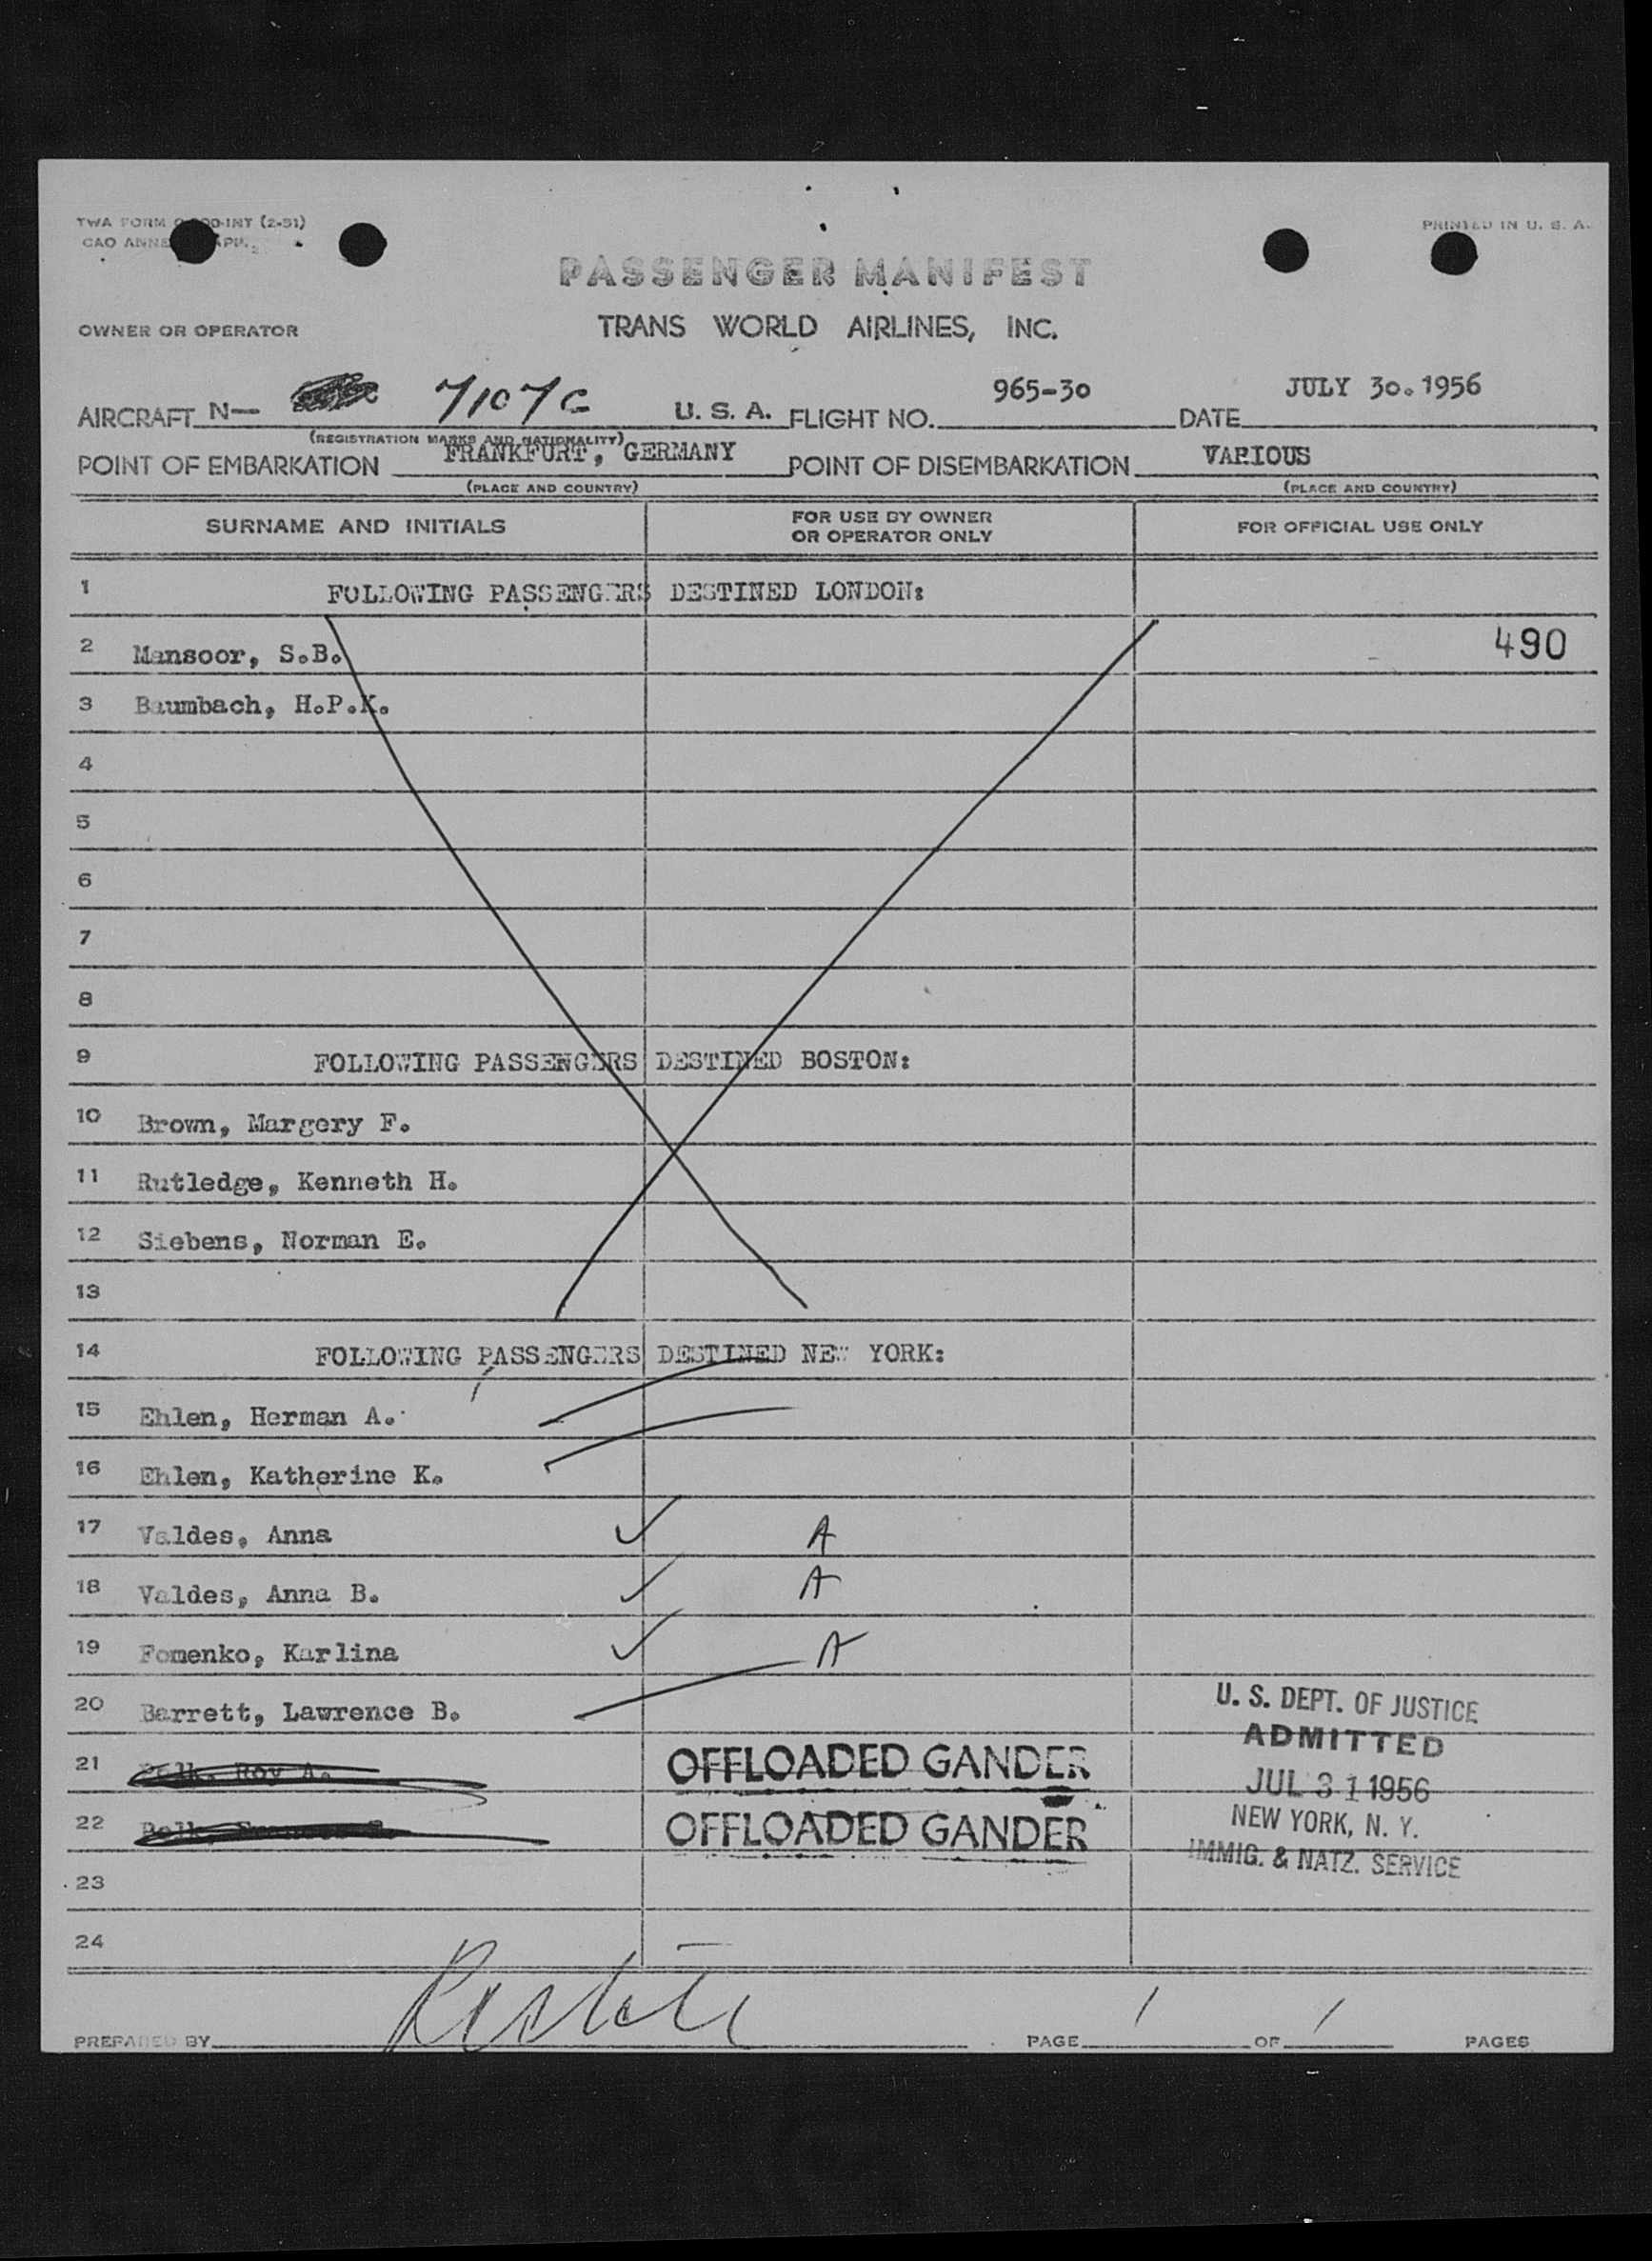 TWA FORM -INT (2-51)
CAO ANNE
PRINTED IN U. S. A.
PASSENGER MANIFEST
OWNER OR OPERATOR
TRANS WORLD AIRLINES, INC.
AIRCRAFT N— 7107C U. S. A. FLIGHT NO. 965-30 DATE JULY 30.1956
(REGISTRATION MARKS AND NATIONALITY)
POINT OF EMBARKATION FRANKFURT, GERMANY POINT OF DISEMBARKATION VARIOUS
(PLACE AND COUNTRY) (PLACE AND COUNTRY)
SURNAME AND INITIALS FOR USE BY OWNER OR OPERATOR ONLY FOR OFFICIAL USE ONLY
1 FOLLOWING PASSENGERS DESTINED LONDON:
2 Mansoor, S.B. 490
3 Baumbach, H.P.K.
4
5
6
7
8
9 FOLLOWING PASSENGERS DESTINED BOSTON:
10 Brown, Margery F.
11 Rutledge, Kenneth H.
12 Siebens, Norman E.
13
14 FOLLOWING PASSENGERS DESTINED NEW YORK:
15 Ehlen, Herman A.
16 Ehlen, Katherine K.
17 Valdes, Anna ✓ A
18 Valdes, Anna B. ✓ A
19 Fomenko, Karlina ✓ A
20 Barrett, Lawrence B.
21 Roy A. OFFLOADED GANDER
22 OFFLOADED GANDER
U. S. DEPT. OF JUSTICE
ADMITTED
JUL 31 1956
NEW YORK, N. Y.
IMMIG. & NATZ. SERVICE
23
24
PREPARED BY PAGE 1 OF 1 PAGES